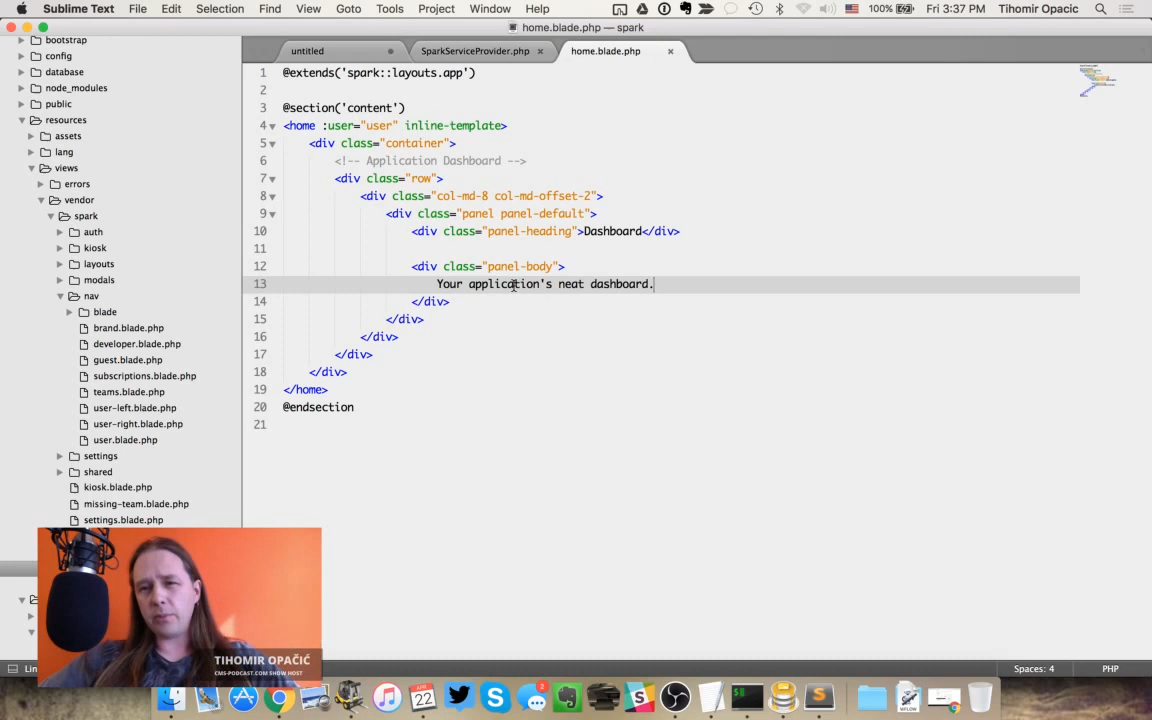 Sublime Text File Edit Selection Find View Goto Tools Project Window Help 100% Fri 3:37 PM Tihomir Opacic
home.blade.php — spark
untitled SparkServiceProvider.php home.blade.php
bootstrap
config
database
node_modules
public
resources
assets
lang
views
errors
vendor
spark
auth
kiosk
layouts
modals
nav
blade
brand.blade.php
developer.blade.php
guest.blade.php
subscriptions.blade.php
teams.blade.php
user-left.blade.php
user-right.blade.php
user.blade.php
settings
shared
kiosk.blade.php
missing-team.blade.php
settings.blade.php
1 @extends('spark::layouts.app')
2
3 @section('content')
4 <home :user="user" inline-template>
5 <div class="container">
6 <!-- Application Dashboard -->
7 <div class="row">
8 <div class="col-md-8 col-md-offset-2">
9 <div class="panel panel-default">
10 <div class="panel-heading">Dashboard</div>
11
12 <div class="panel-body">
13 Your application's neat dashboard.
14 </div>
15 </div>
16 </div>
17 </div>
18 </div>
19 </home>
20 @endsection
21
TIHOMIR OPAČIĆ
CMS-PODCAST.COM SHOW HOST
Lin Spaces: 4 PHP
APR
22
2
WFLOW